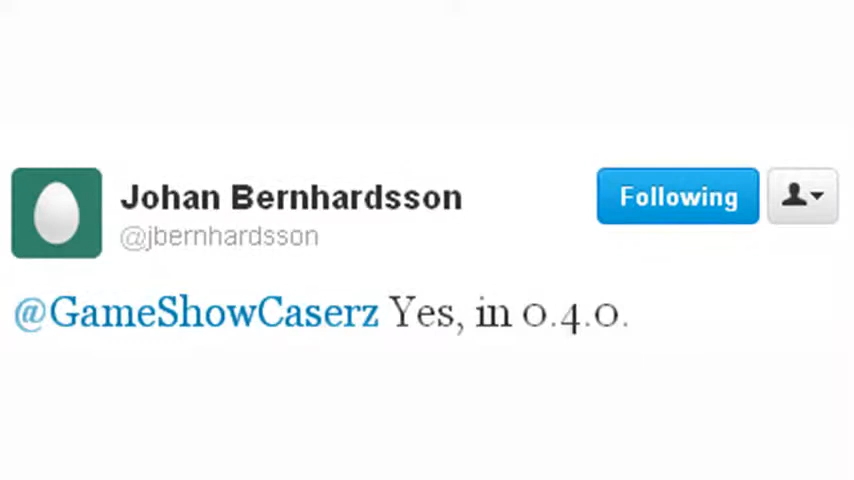 Johan Bernhardsson
Following
@jbernhardsson
@GameShowCaserz Yes, in 0.4.0.